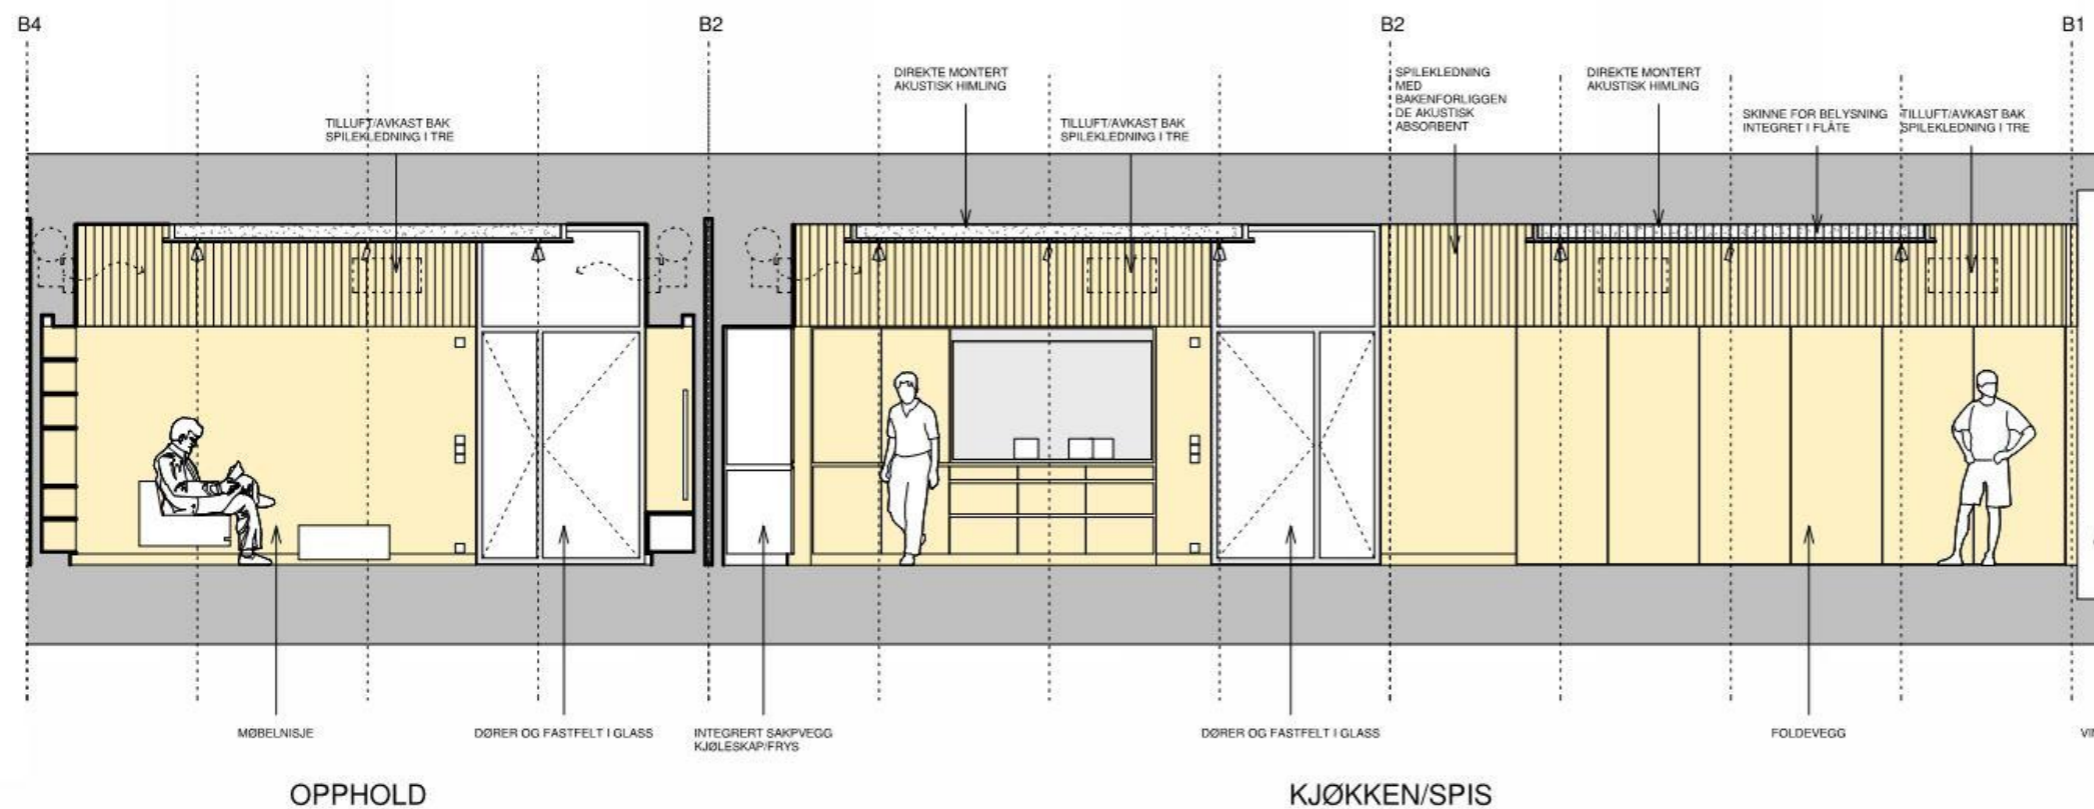 B4
B2
B2
B1
DIREKTE MONTERT
AKUSTISK HIMLING
SPILEKLEDNING
MED
BAKENFORLIGGEN
DE AKUSTISK
ABSORBENT
DIREKTE MONTERT
AKUSTISK HIMLING
TILLUFT/AVKAST BAK
SPILEKLEDNING I TRE
TILLUFT/AVKAST BAK
SPILEKLEDNING I TRE
SKINNE FOR BELYSNING
INTEGRET I FLÅTE
TILLUFT/AVKAST BAK
SPILEKLEDNING I TRE
MØBELNISJE
DØRER OG FASTFELT I GLASS
INTEGRERT SAKPVEGG
KJØLESKAP/FRYS
DØRER OG FASTFELT I GLASS
FOLDEVEGG
OPPHOLD
KJØKKEN/SPIS